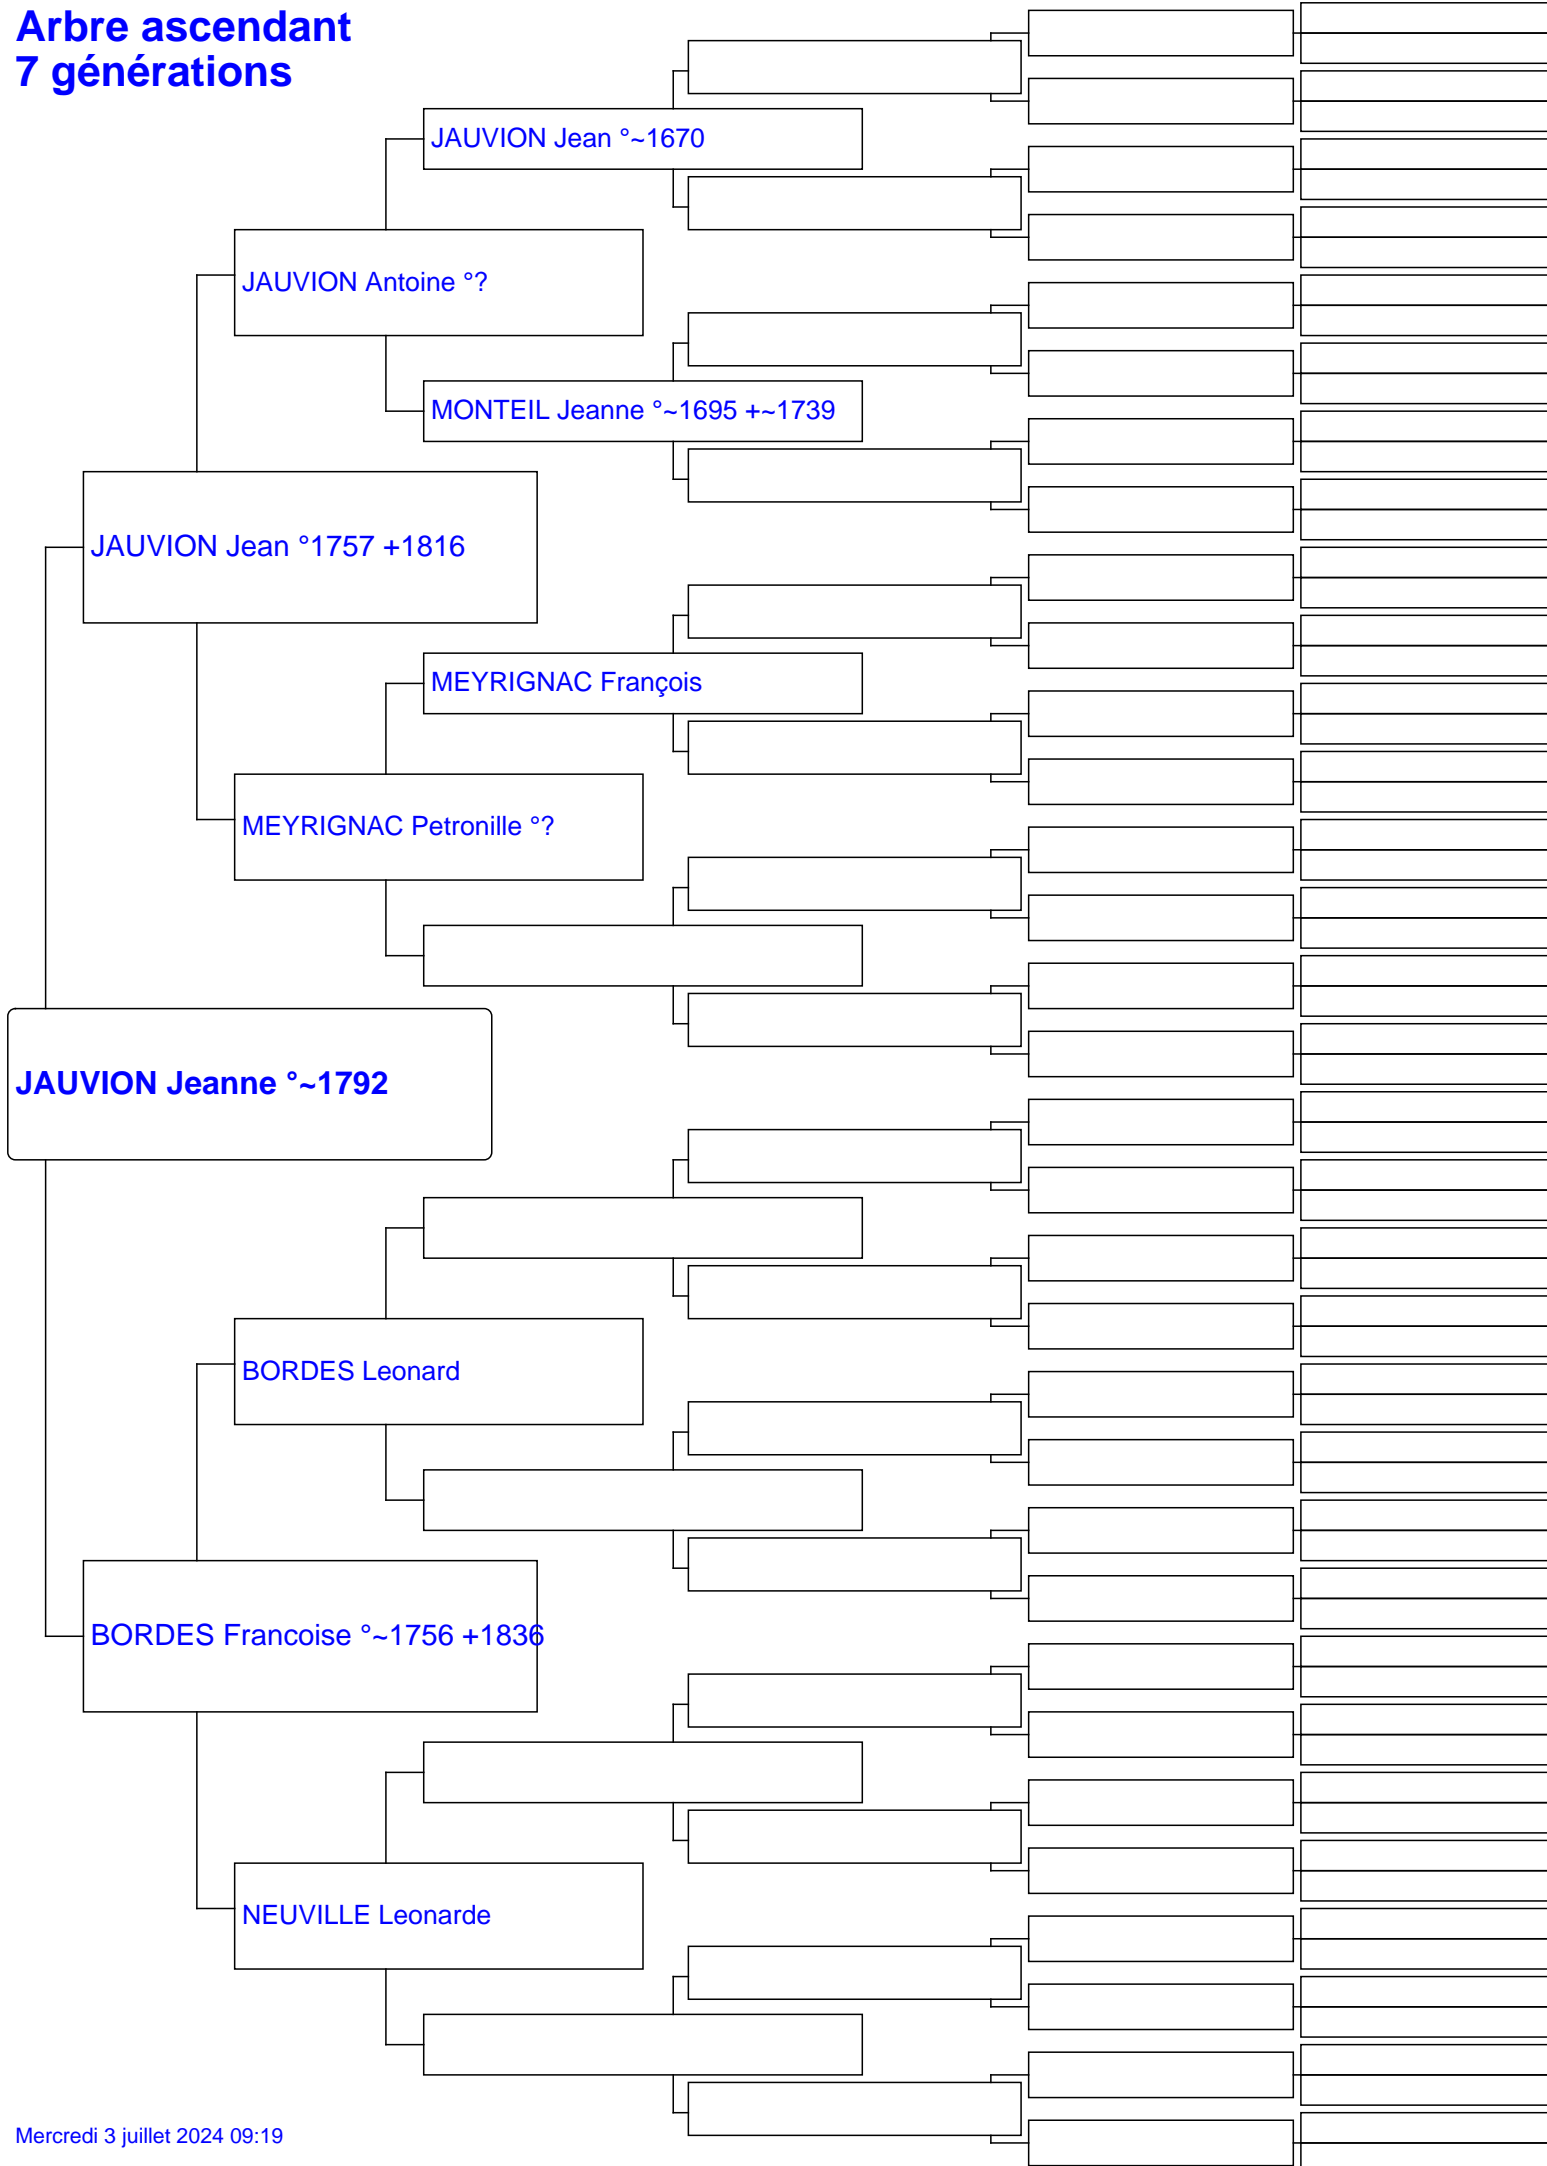 Arbre ascendant
7 générations
JAUVION Jean °~1670
JAUVION Antoine °?
MONTEIL Jeanne °~1695 +~1739
JAUVION Jean °1757 +1816
MEYRIGNAC François
MEYRIGNAC Petronille °?
JAUVION Jeanne °~1792
BORDES Leonard
BORDES Francoise °~1756 +1836
NEUVILLE Leonarde
Mercredi 3 juillet 2024 09:19